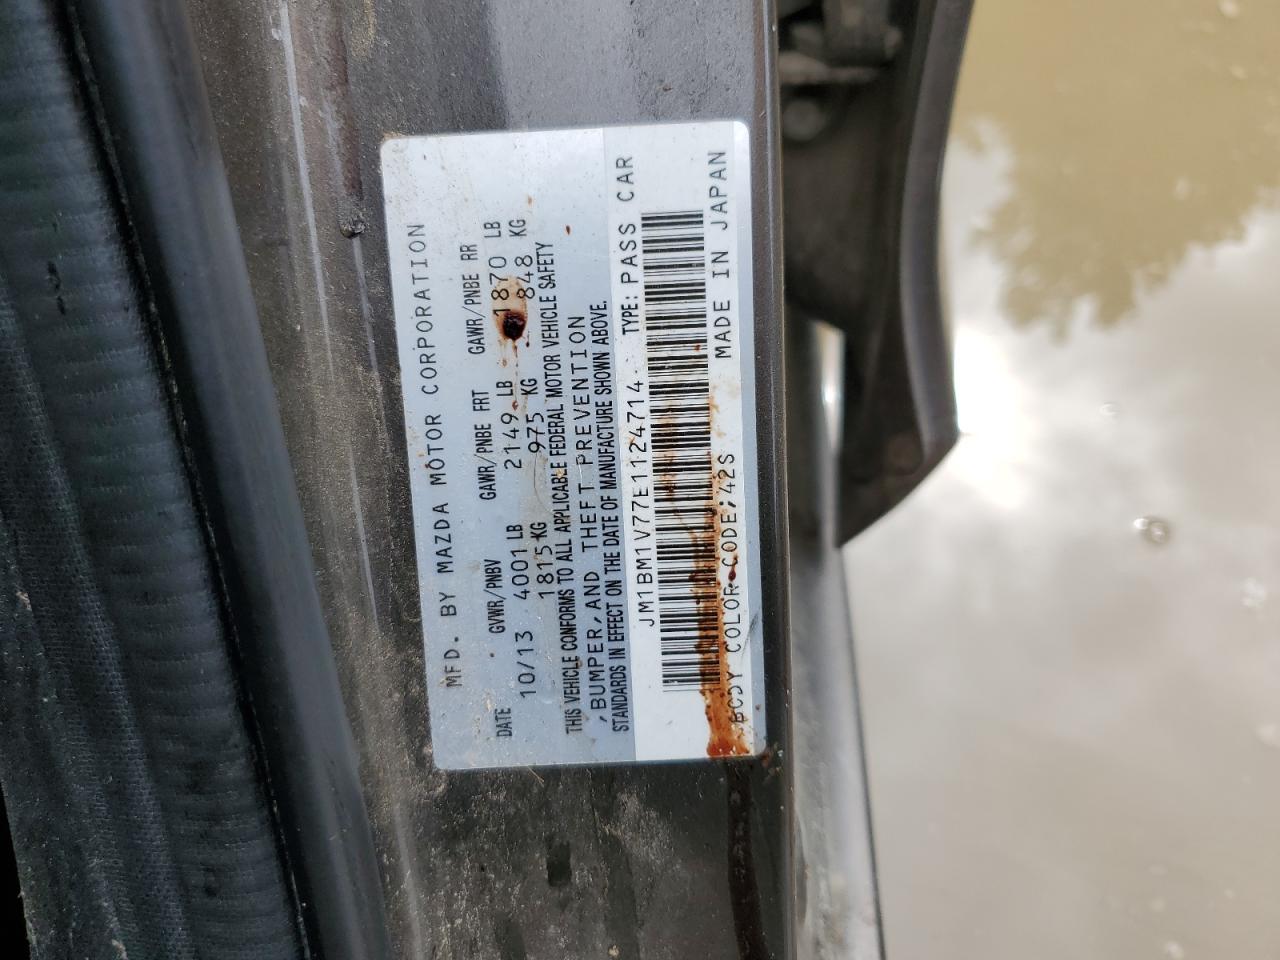 MFD. BY MAZDA MOTOR CORPORATION
DATE GVWR/PNBV GAWR/PNBE FRT GAWR/PNBE RR
10/13 4001 LB 2149 LB 1870 LB
1815 KG 975 KG 848 KG
THIS VEHICLE CONFORMS TO ALL APPLICABLE FEDERAL MOTOR VEHICLE SAFETY
,BUMPER,AND THEFT PREVENTION
STANDARDS IN EFFECT ON THE DATE OF MANUFACTURE SHOWN ABOVE.
JM1BM1V77E1124714 TYPE: PASS CAR
BODY COLOR CODE;42S MADE IN JAPAN